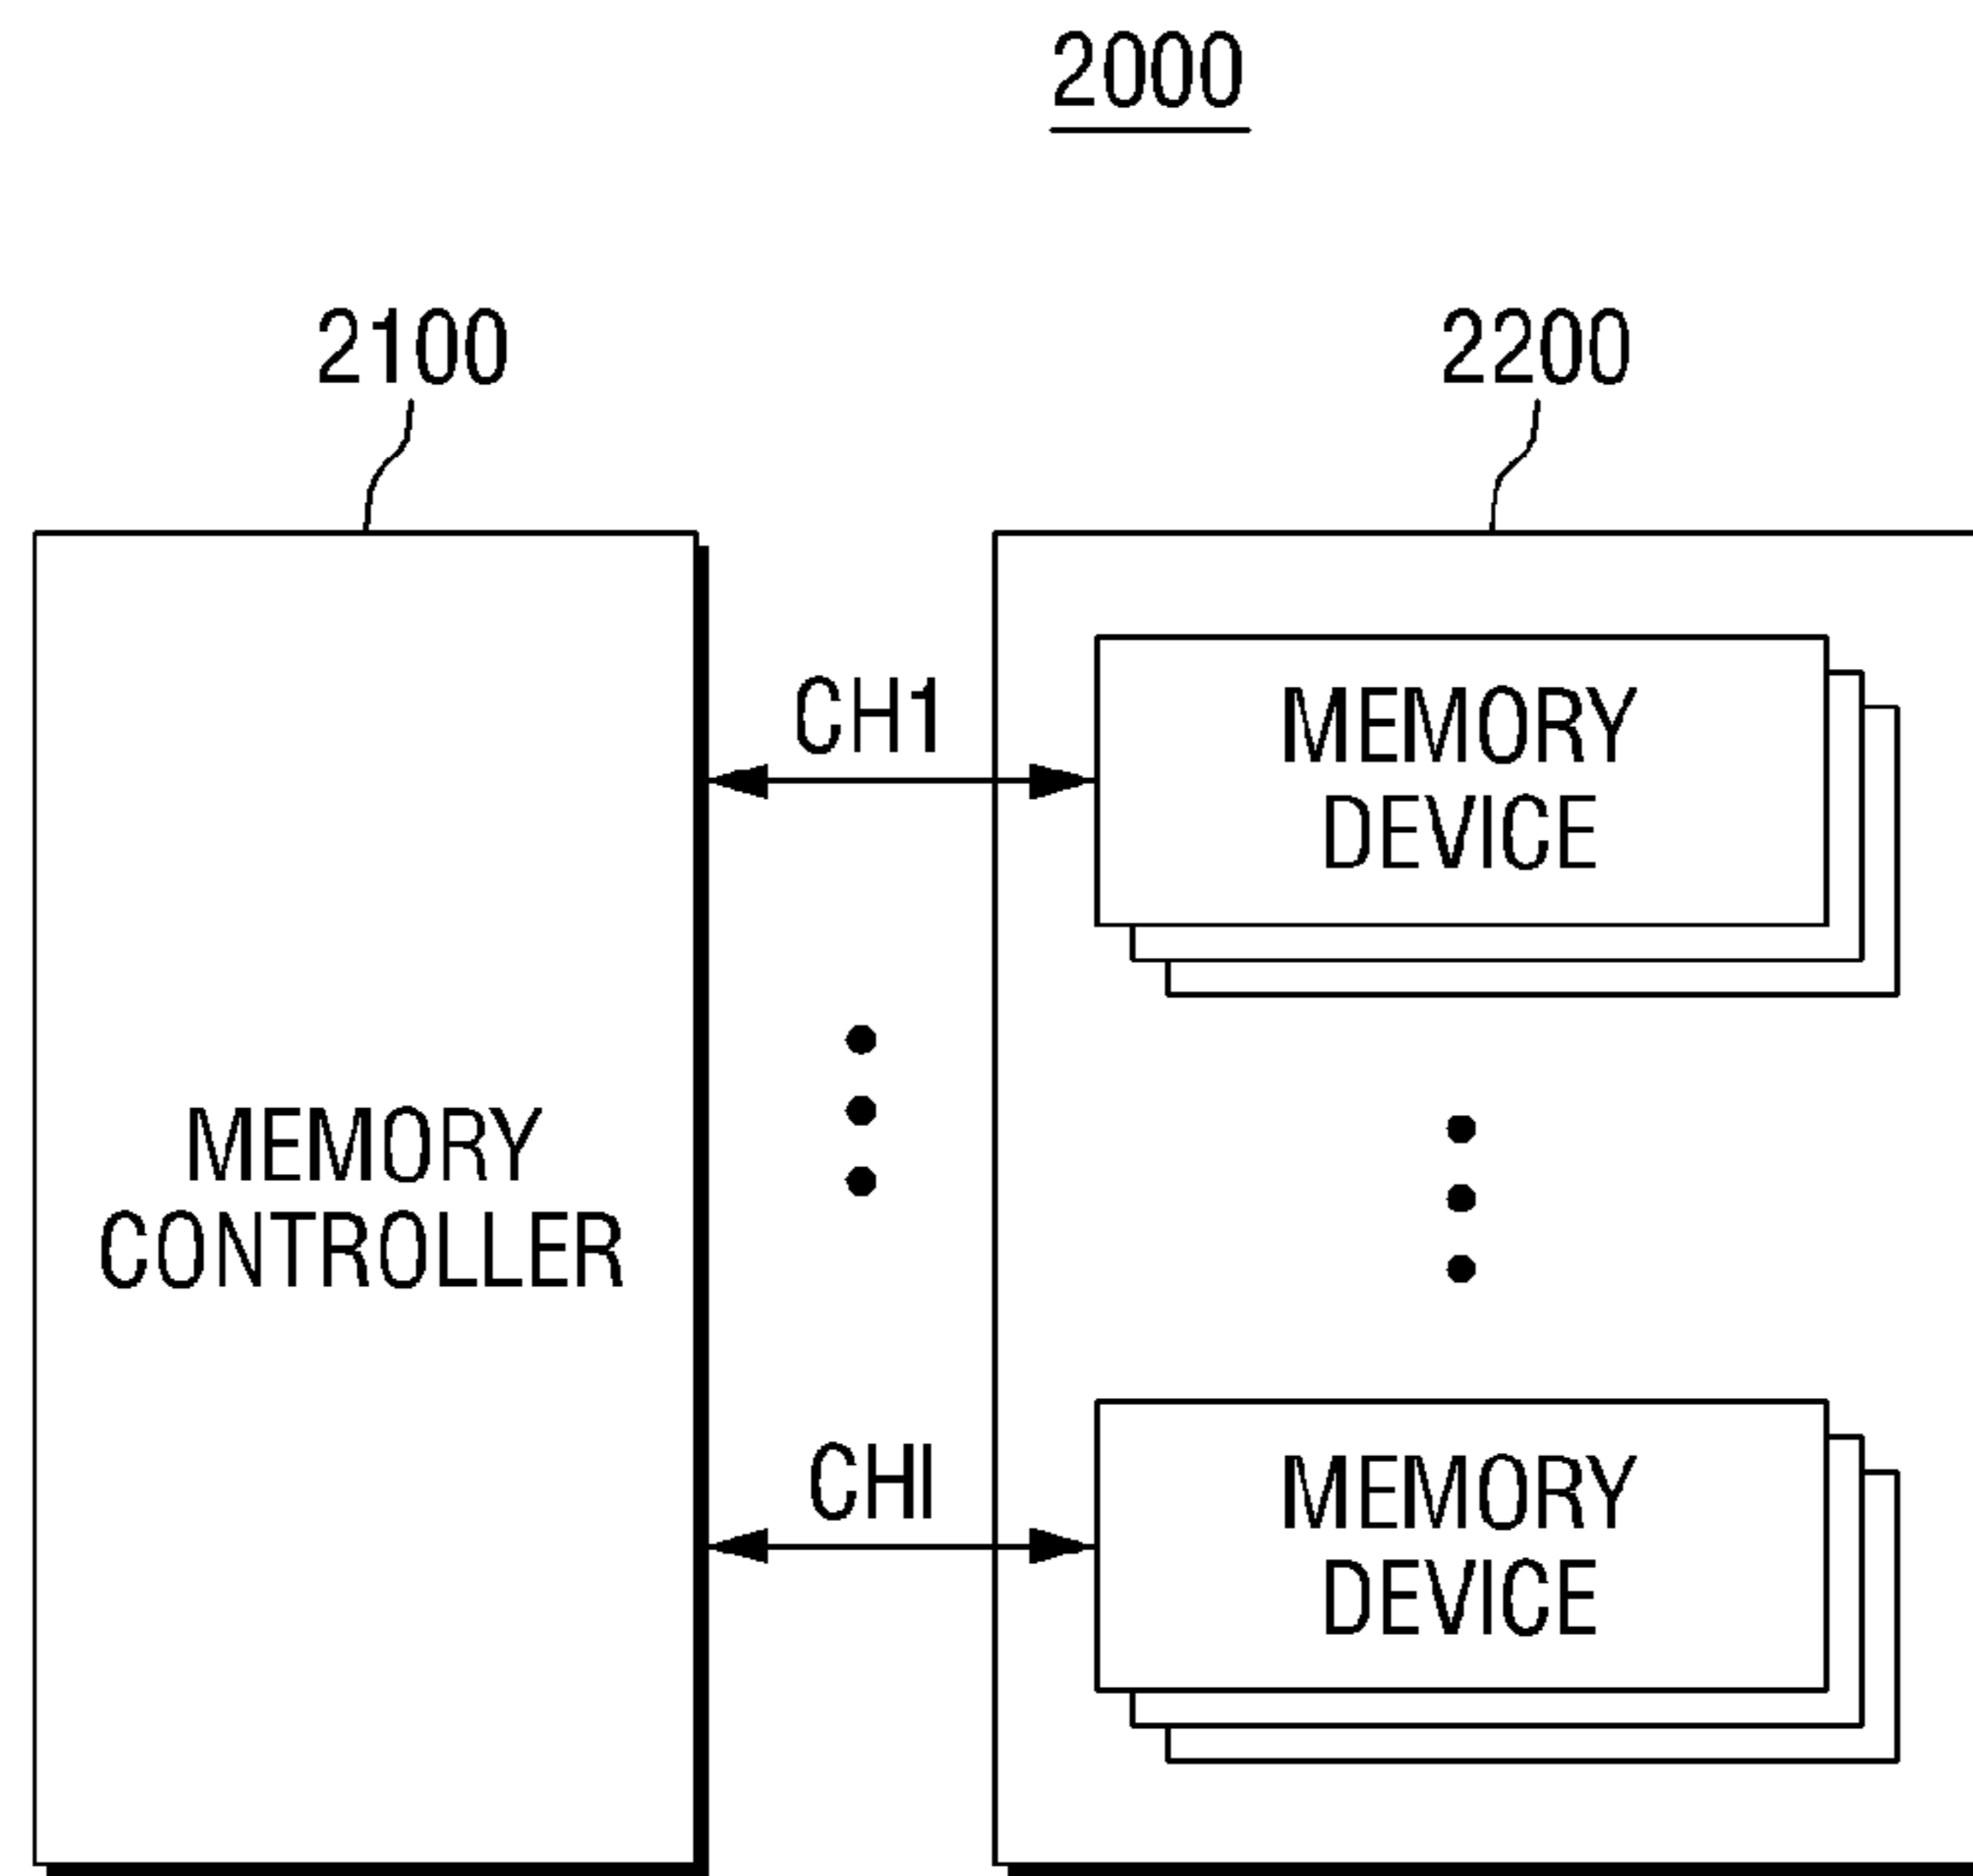 2000
2100
2200
CH1
MEMORY
DEVICE
MEMORY
CONTROLLER
CHI
MEMORY
DEVICE